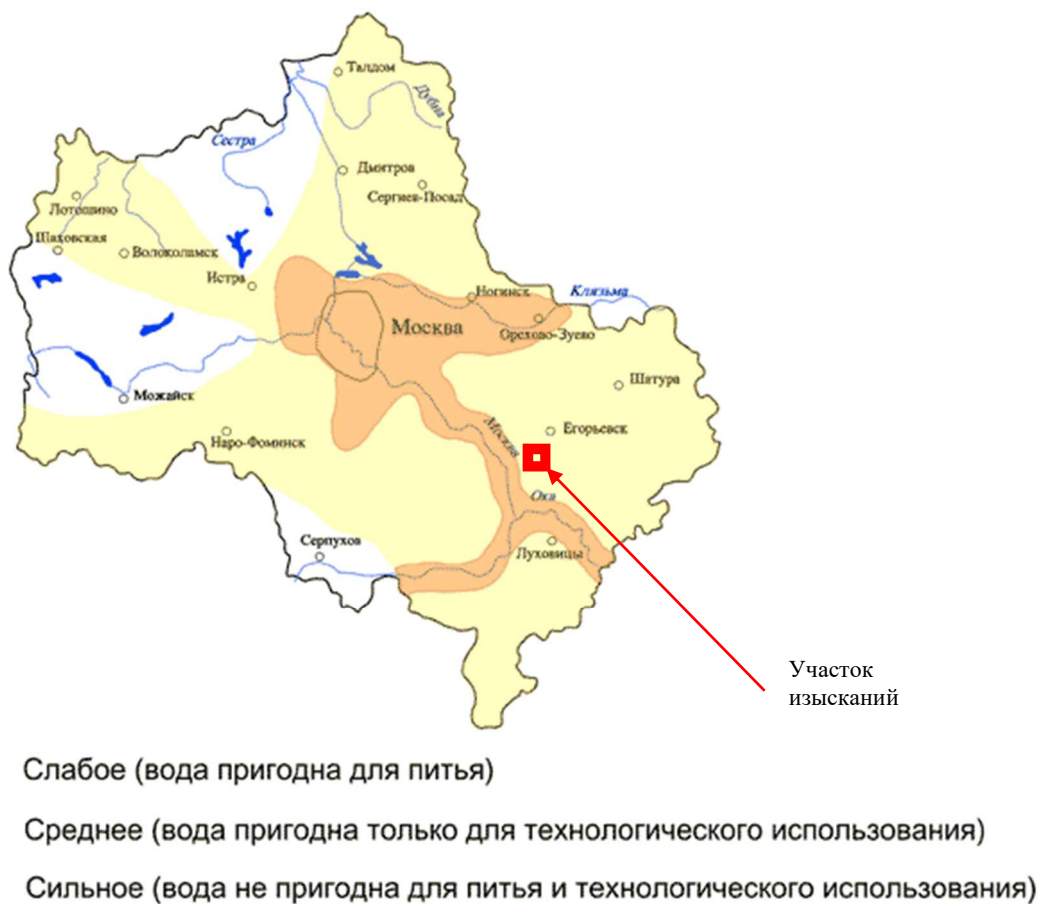 Талдом
Дубна
Сестра
Дмитров
Сергиев-Посад
Лотошино
Шаховская
Волоколамск
Истра
Ногинск
Клязьма
Москва
Орехово-Зуево
Шатура
Можайск
Егорьевск
Москва
Наро-Фоминск
Ока
Серпухов
Луховицы
Участок
изысканий
Слабое (вода пригодна для питья)
Среднее (вода пригодна только для технологического использования)
Сильное (вода не пригодна для питья и технологического использования)